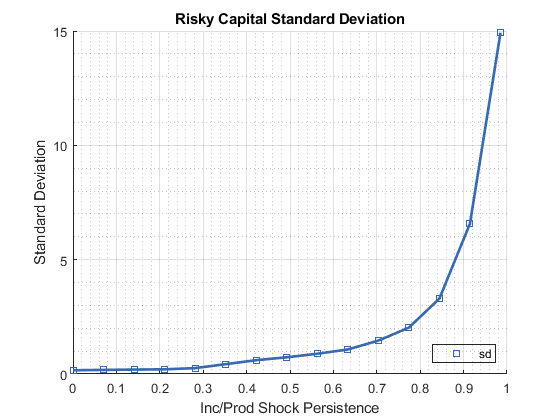 Risky Capital Standard Deviation
15
10
5
0
Standard Deviation
0 0.1 0.2 0.3 0.4 0.5 0.6 0.7 0.8 0.9 1
Inc/Prod Shock Persistence
sd